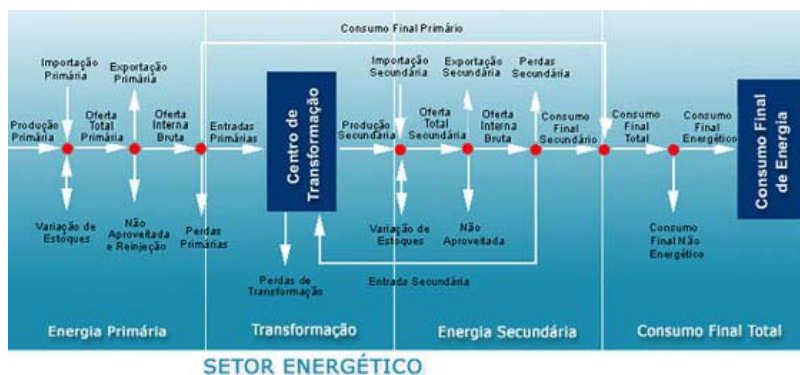 Consumo Final Primário
Importação
Primária
Exportação
Primária
Importação
Secundária
Exportação
Secundária
Perdas
Secundária
Produção
Primária
Oferta
Total
Primária
Oferta
Interna
Bruta
Entradas
Primárias
Centro de
Transformação
Produção
Secundária
Oferta
Total
Secundária
Oferta
Interna
Bruta
Consumo
Final
Secundário
Consumo
Final
Total
Consumo
Final
Energético
Consumo Final
de Energia
Variação de
Estoques
Não
Aproveitada
e Reinjeção
Perdas
Primárias
Perdas de
Transformação
Variação de
Estoques
Não
Aproveitada
Entrada Secundária
Consumo
Final Não
Energético
Energia Primária
Transformação
Energia Secundária
Consumo Final Total
SETOR ENERGÉTICO